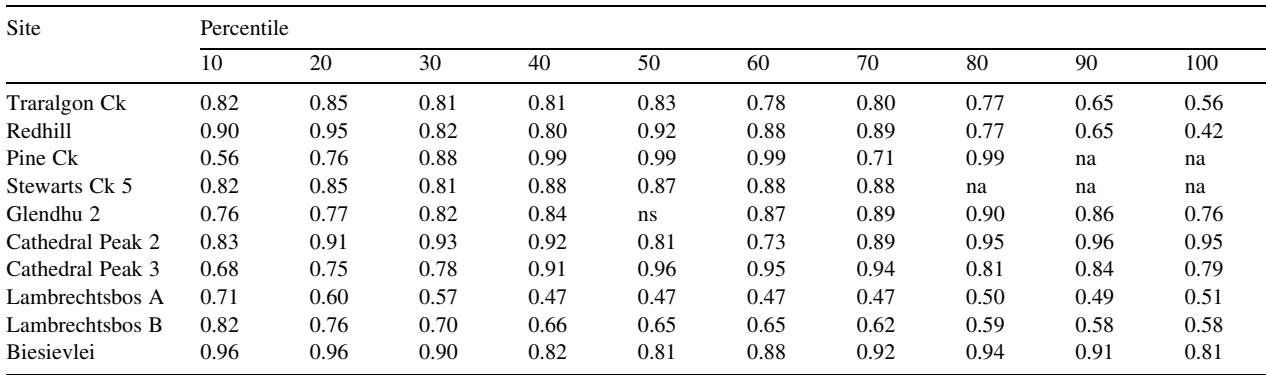 Site Percentile
10 20 30 40 50 60 70 80 90 100
Traralgon Ck 0.82 0.85 0.81 0.81 0.83 0.78 0.80 0.77 0.65 0.56
Redhill 0.90 0.95 0.82 0.80 0.92 0.88 0.89 0.77 0.65 0.42
Pine Ck 0.56 0.76 0.88 0.99 0.99 0.99 0.71 0.99 na na
Stewarts Ck 5 0.82 0.85 0.81 0.88 0.87 0.88 0.88 na na na
Glendhu 2 0.76 0.77 0.82 0.84 ns 0.87 0.89 0.90 0.86 0.76
Cathedral Peak 2 0.83 0.91 0.93 0.92 0.81 0.73 0.89 0.95 0.96 0.95
Cathedral Peak 3 0.68 0.75 0.78 0.91 0.96 0.95 0.94 0.81 0.84 0.79
Lambrechtsbos A 0.71 0.60 0.57 0.47 0.47 0.47 0.47 0.50 0.49 0.51
Lambrechtsbos B 0.82 0.76 0.70 0.66 0.65 0.65 0.62 0.59 0.58 0.58
Biesievlei 0.96 0.96 0.90 0.82 0.81 0.88 0.92 0.94 0.91 0.81